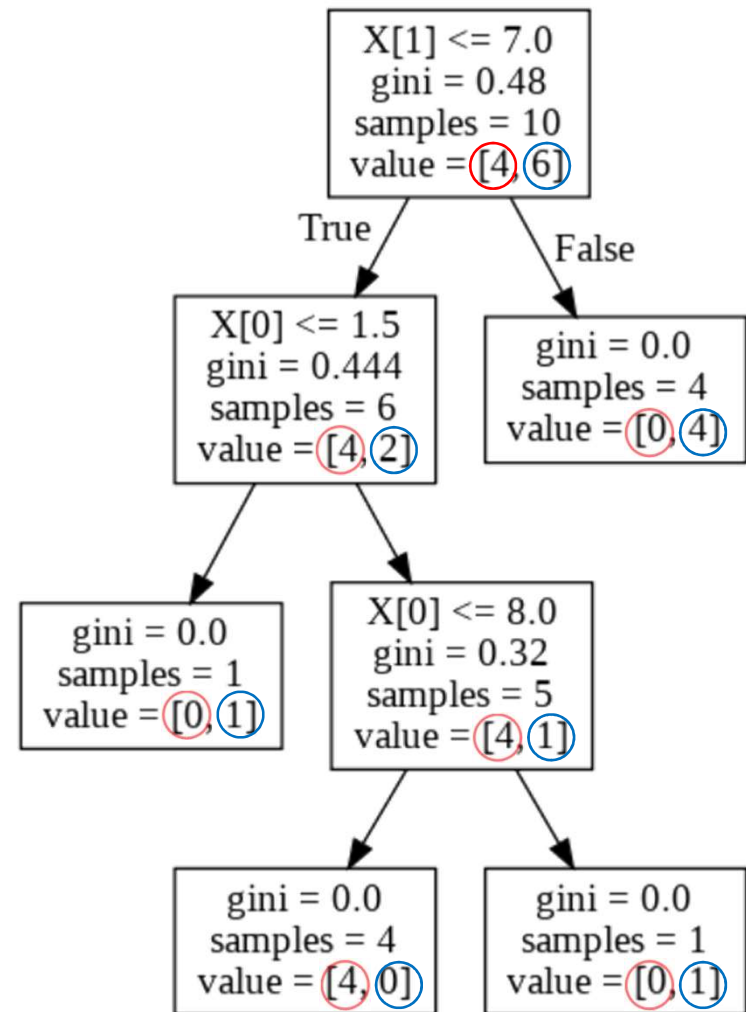 X[1] <= 7.0
gini = 0.48
samples = 10
value = [4, 6]
True
False
X[0] <= 1.5
gini = 0.444
samples = 6
value = [4, 2]
gini = 0.0
samples = 4
value = [0, 4]
gini = 0.0
samples = 1
value = [0, 1]
X[0] <= 8.0
gini = 0.32
samples = 5
value = [4, 1]
gini = 0.0
samples = 4
value = [4, 0]
gini = 0.0
samples = 1
value = [0, 1]